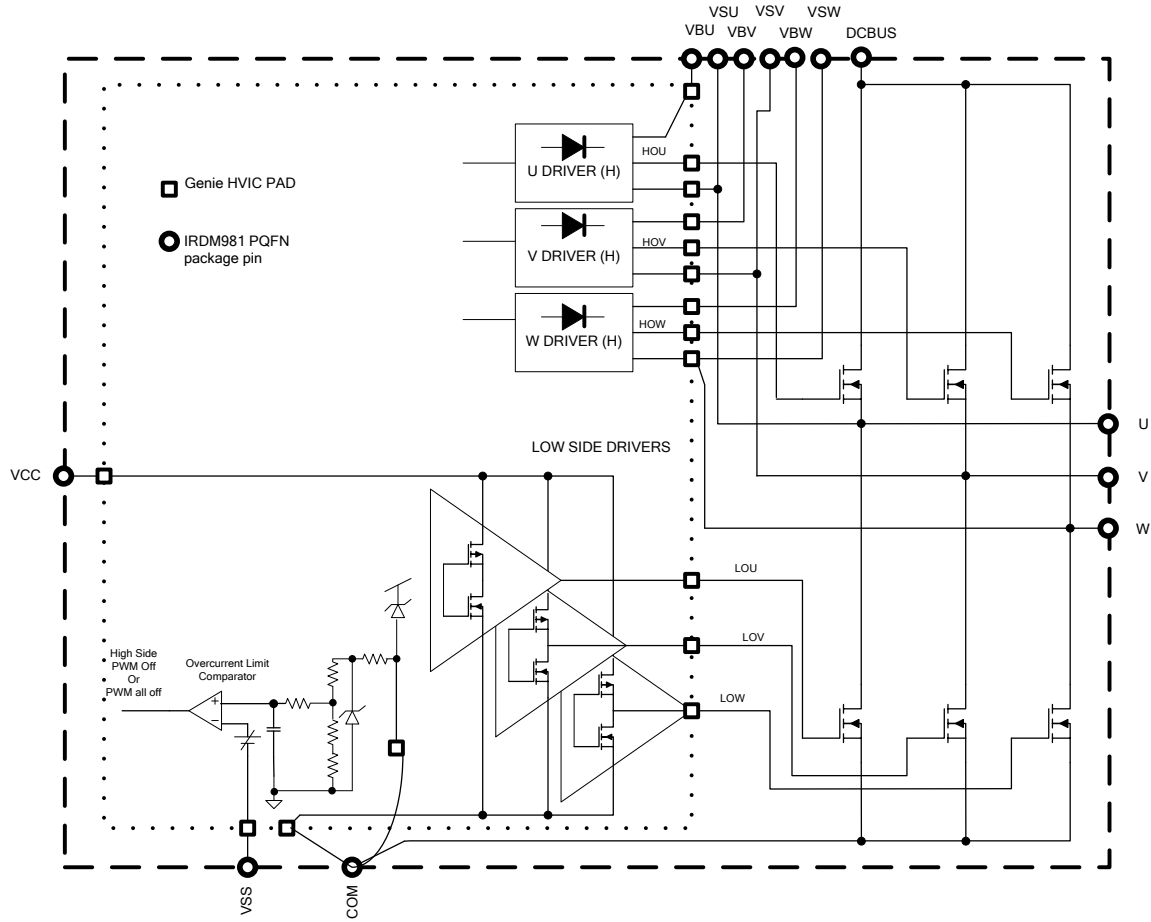 VSU
VSV
VSW
VBU
VBV
VBW
DCBUS
HOU
U DRIVER (H)
Genie HVIC PAD
IRDM981 PQFN
package pin
HOV
V DRIVER (H)
HOW
W DRIVER (H)
U
LOW SIDE DRIVERS
VCC
V
W
LOU
LOV
High Side
PWM Off
Or
PWM all off
Overcurrent Limit
Comparator
LOW
+
−
VSS
COM